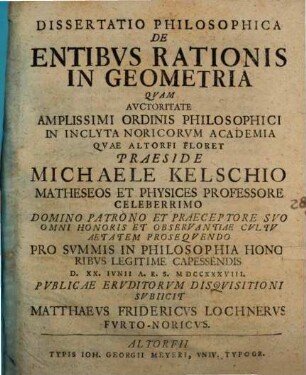 DISSERTATIO PHILOSOPHICA
DE
ENTIBVS RATIONIS
IN GEOMETRIA
QVAM
AVCTORITATE
AMPLISSIMI ORDINIS PHILOSOPHICI
IN INCLYTA NORICORVM ACADEMIA
QVAE ALTORFI FLORET
PRAESIDE
MICHAELE KELSCHIO
MATHESEOS ET PHYSICES PROFESSORE
CELEBERRIMO
DOMINO PATRONO ET PRAECEPTORE SVO
OMNI HONORIS ET OBSERVANTIAE CVLTV
AETATEM PROSEQVENDO
PRO SVMMIS IN PHILOSOPHIA HONO
RIBVS LEGITIME CAPESSENDIS
D. XX. IVNII A. R. S. MDCCXXXVIII.
PVBLICAE ERVDITORVM DISQVISITIONI
SVBIICIT
MATTHAEVS FRIDERICVS LOCHNERVS
FVRTO-NORICVS.
ALTORFII
TYPIS IOH. GEORGII MEYERI, VNIV. TYPOGR.